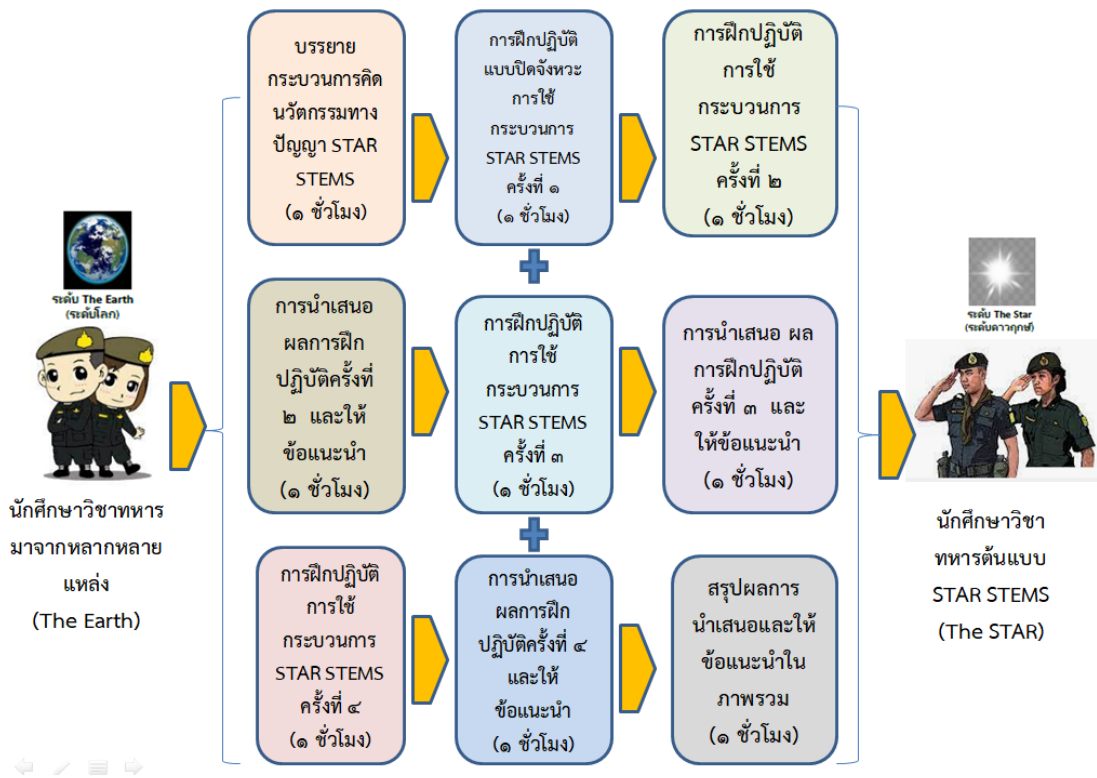 บรรยาย
กระบวนการคิด
นวัตกรรมทาง
ปัญญา STAR
STEMS
(๑ ชั่วโมง)
การฝึกปฏิบัติ
แบบปิดจังหวะ
การใช้
กระบวนการ
STAR STEMS
ครั้งที่ ๑
(๑ ชั่วโมง)
การฝึกปฏิบัติ
การใช้
กระบวนการ
STAR STEMS
ครั้งที่ ๒
(๑ ชั่วโมง)
ระดับ The Earth
(ระดับโลก)
นักศึกษาวิชาทหาร
มาจากหลากหลาย
แหล่ง
(The Earth)
การนำเสนอ
ผลการฝึก
ปฏิบัติครั้งที่
๒ และให้
ข้อแนะนำ
(๑ ชั่วโมง)
การฝึกปฏิบัติ
การใช้
กระบวนการ
STAR STEMS
ครั้งที่ ๓
(๑ ชั่วโมง)
การนำเสนอ ผล
การฝึกปฏิบัติ
ครั้งที่ ๓ และ
ให้ข้อแนะนำ
(๑ ชั่วโมง)
การฝึกปฏิบัติ
การใช้
กระบวนการ
STAR STEMS
ครั้งที่ ๔
(๑ ชั่วโมง)
การนำเสนอ
ผลการฝึก
ปฏิบัติครั้งที่ ๔
และให้
ข้อแนะนำ
(๑ ชั่วโมง)
สรุปผลการ
นำเสนอและให้
ข้อแนะนำใน
ภาพรวม
(๑ ชั่วโมง)
ระดับ The Star
(ระดับดาวฤกษ์)
นักศึกษาวิชา
ทหารต้นแบบ
STAR STEMS
(The STAR)